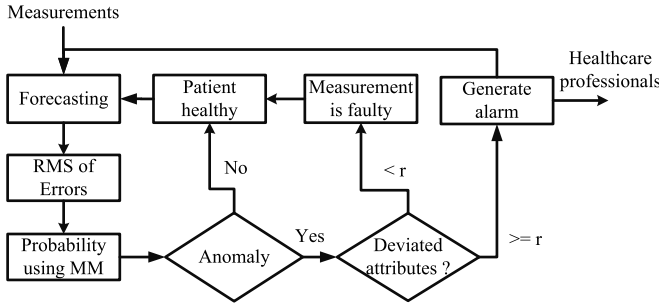 Measurements
Healthcare
professionals
Forecasting
Patient
healthy
Measurement
is faulty
Generate
alarm
RMS of
Errors
No
< r
Probability
using MM
Anomaly
Yes
Deviated
attributes ?
>= r